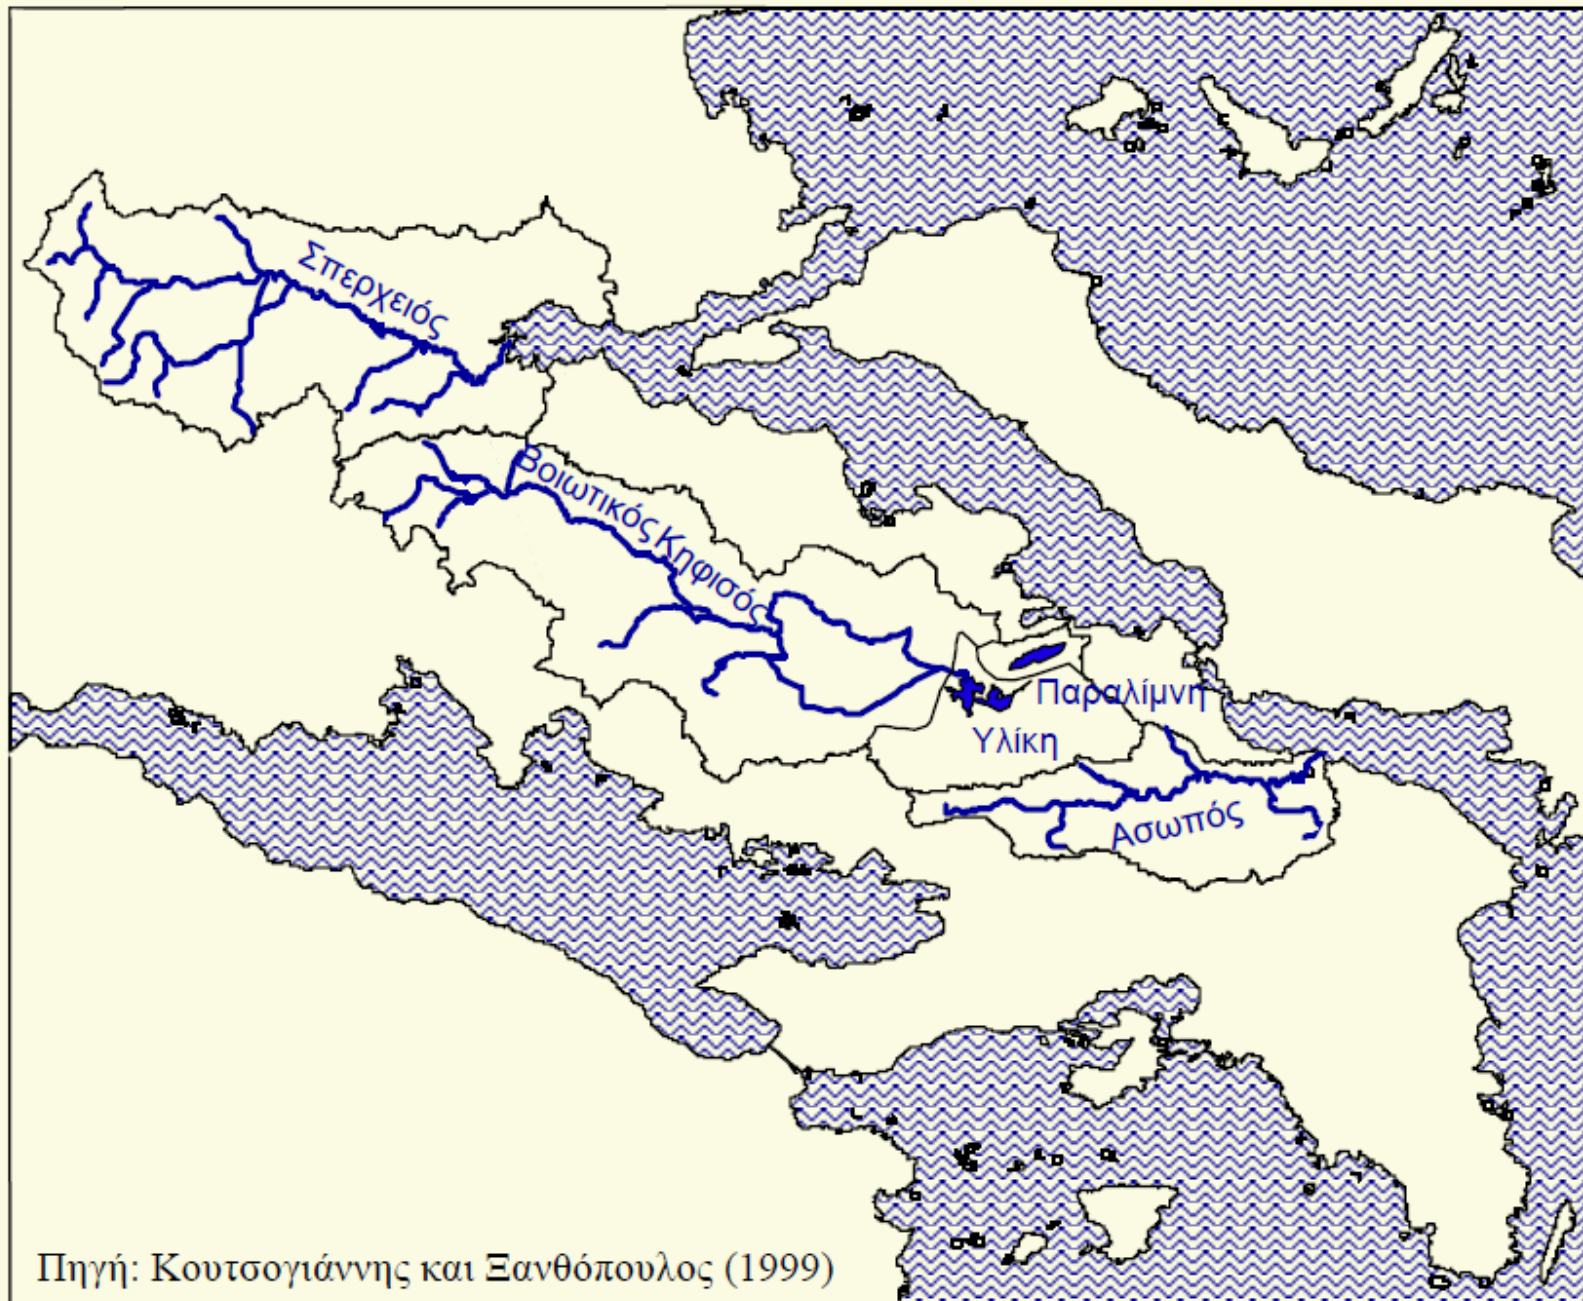 Σπερχειός
Βοιωτικός Κηφισός
Παραλίμνη
Υλίκη
Ασωπός
Πηγή: Κουτσογιάννης και Ξανθόπουλος (1999)